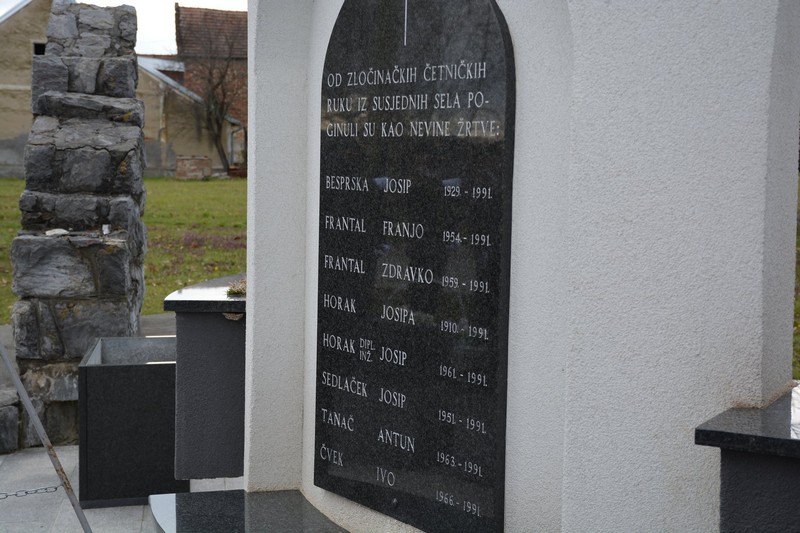 OD ZLOČINAČKIH ČETNIČKIH
RUKU IZ SUSJEDNIH SELA PO-
GINULI SU KAO NEVINE ŽRTVE:
BESPRSKA JOSIP 1929.-1991.
FRANTAL FRANJO 1954.-1991.
FRANTAL ZDRAVKO 1959.-1991.
HORAK JOSIPA 1910.-1991.
HORAK DIPL. INŽ. JOSIP 1961.-1991.
SEDLAČEK JOSIP 1951.-1991.
TANAČ ANTUN 1963.-1991.
ČVEK IVO 1966.-1991.